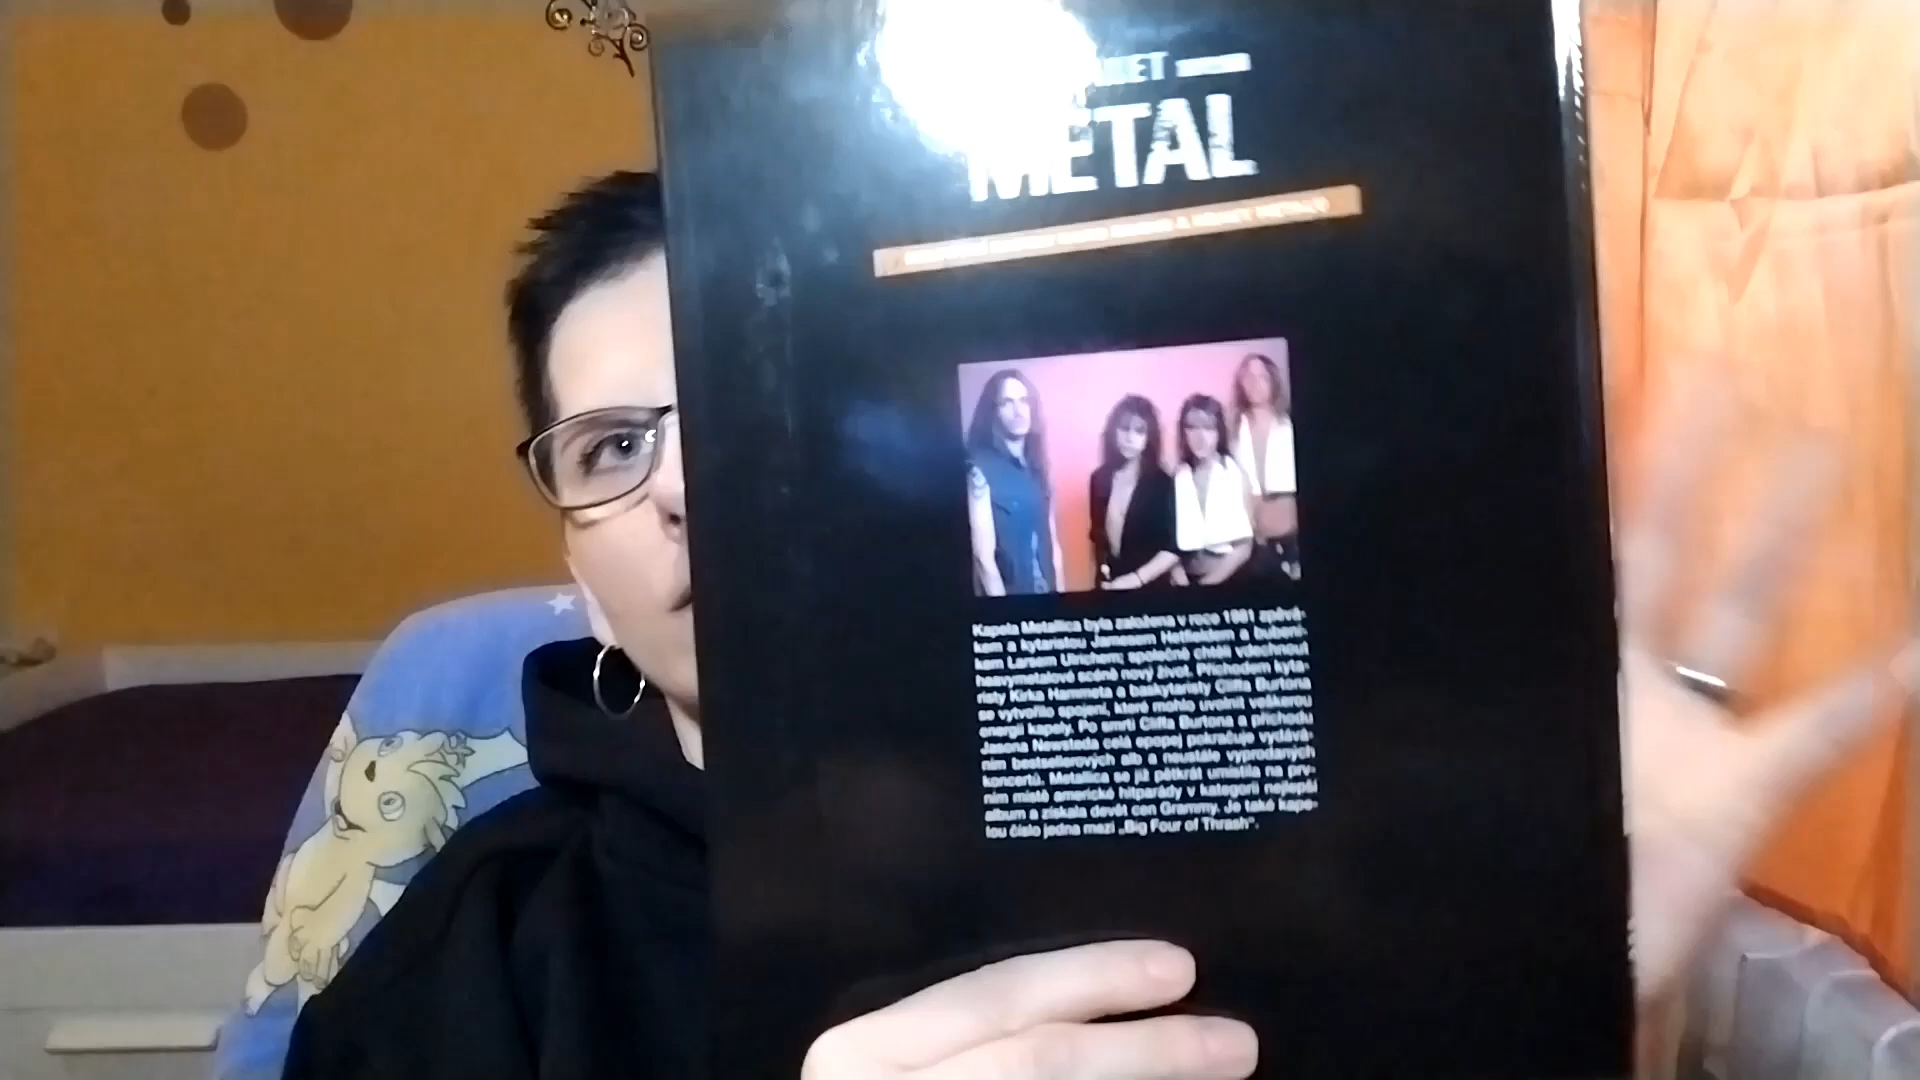 METAL
Kapela Metallica byla založena v roce 1981 zpěvá-
kem a kytaristou Jamesem Hetfieldem a bubení-
kem Larsem Ulrichem; společně chtěli vdechnout
heavymetalové scéně nový život. Příchodem kyta-
risty Kirka Hammeta a baskytaristy Cliffa Burtona
se vytvořilo spojení, které mohlo uvolnit veškerou
energii kapely. Po smrti Cliffa Burtona a příchodu
Jasona Newsteda celá epopej pokračuje vydává-
ním bestsellerových alb a neustále vyprodaných
koncertů. Metallica se již pětkrát umístila na prv-
ním místě americké hitparády v kategorii nejlepší
album a získala devět cen Grammy. Je také kape-
lou číslo jedna mezi „Big Four of Thrash“.